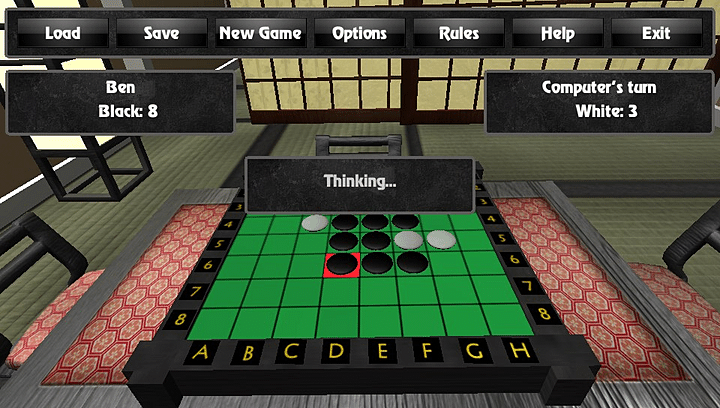 Load Save New Game Options Rules Help Exit
Ben
Black: 8
Computer's turn
White: 3
Thinking...
3
4 4
5 5
6 6
7 7
8 8
A B C D E F G H